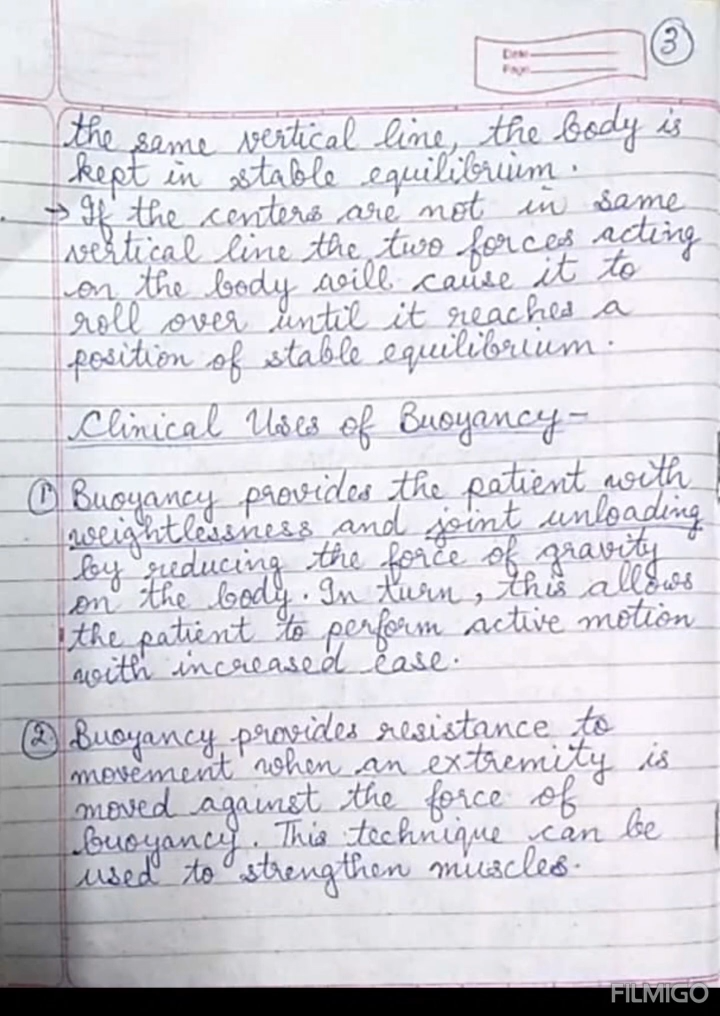 3
Date
Page
the same vertical line, the body is
kept in stable equilibrium.
→ If the centers are not in same
vertical line the two forces acting
on the body will cause it to
roll over until it reaches a
position of stable equilibrium.
Clinical Uses of Buoyancy -
1 Buoyancy provides the patient with
weightlessness and joint unloading
by reducing the force of gravity
on the body. In turn, this allows
the patient to perform active motion
with increased ease.
2 Buoyancy provides resistance to
movement when an extremity is
moved against the force of
buoyancy. This technique can be
used to strengthen muscles.
FILMIGO